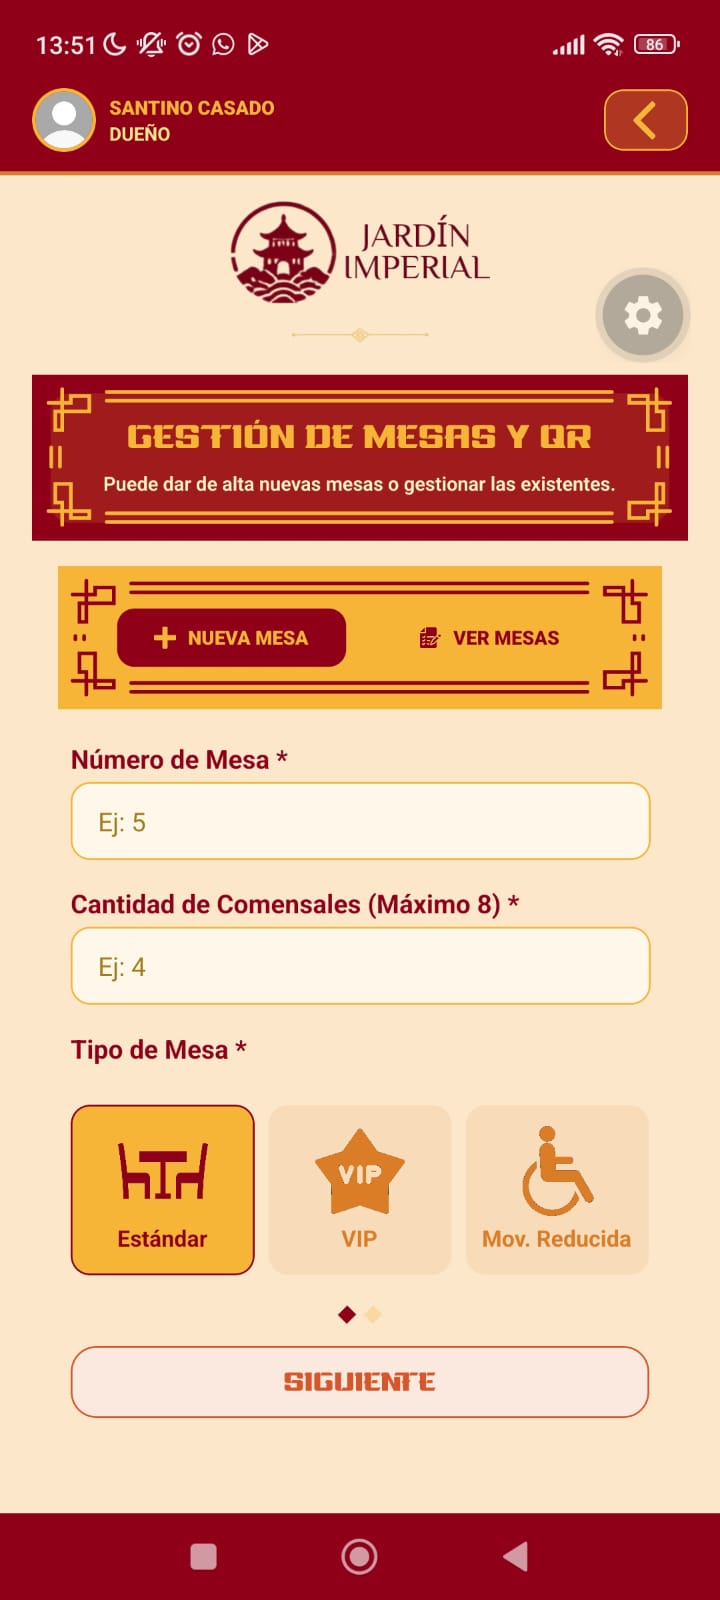 13:51
86
SANTINO CASADO
DUEÑO
JARDÍN
IMPERIAL
GESTIÓN DE MESAS Y QR
Puede dar de alta nuevas mesas o gestionar las existentes.
NUEVA MESA
VER MESAS
Número de Mesa *
Ej: 5
Cantidad de Comensales (Máximo 8) *
Ej: 4
Tipo de Mesa *
VIP
Estándar
VIP
Mov. Reducida
SIGUIENTE